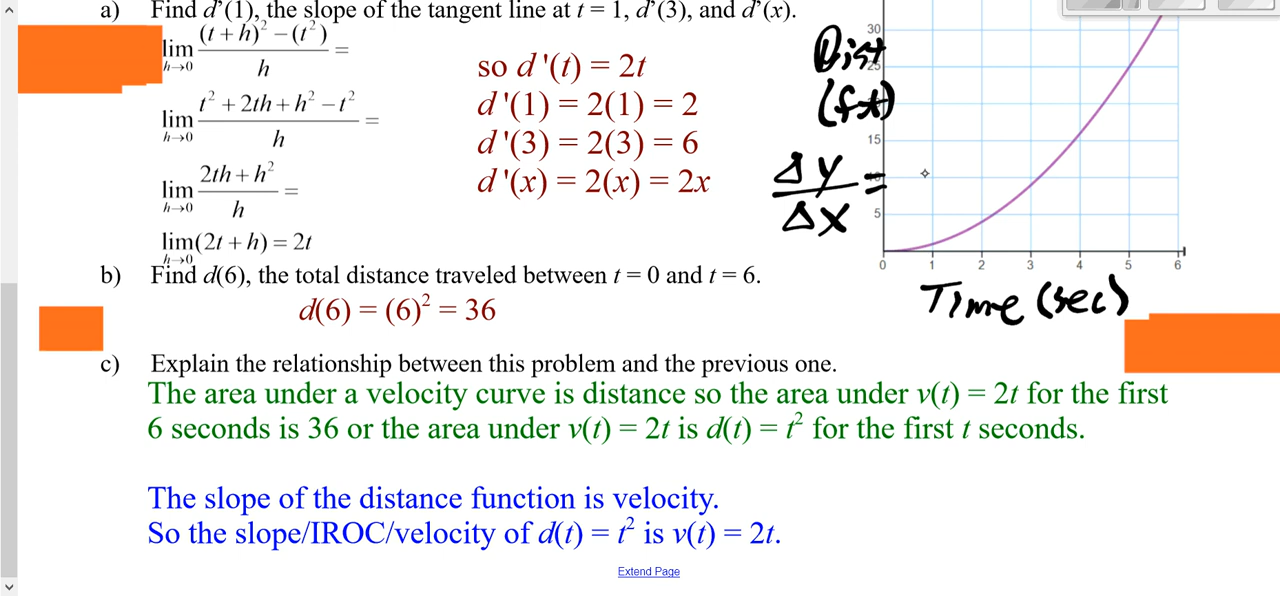 a) Find d'(1), the slope of the tangent line at t = 1, d'(3), and d'(x).
lim h→0 ((t + h)² − (t²)) / h =
lim h→0 (t² + 2th + h² − t²) / h =
lim h→0 (2th + h²) / h =
lim h→0 (2t + h) = 2t
so d '(t) = 2t
d '(1) = 2(1) = 2
d '(3) = 2(3) = 6
d '(x) = 2(x) = 2x
Dist
(ft)
Δy/Δx =
30
25
15
10
5
0 1 2 3 4 5 6
Time (sec)
b) Find d(6), the total distance traveled between t = 0 and t = 6.
d(6) = (6)² = 36
c) Explain the relationship between this problem and the previous one.
The area under a velocity curve is distance so the area under v(t) = 2t for the first
6 seconds is 36 or the area under v(t) = 2t is d(t) = t² for the first t seconds.
The slope of the distance function is velocity.
So the slope/IROC/velocity of d(t) = t² is v(t) = 2t.
Extend Page